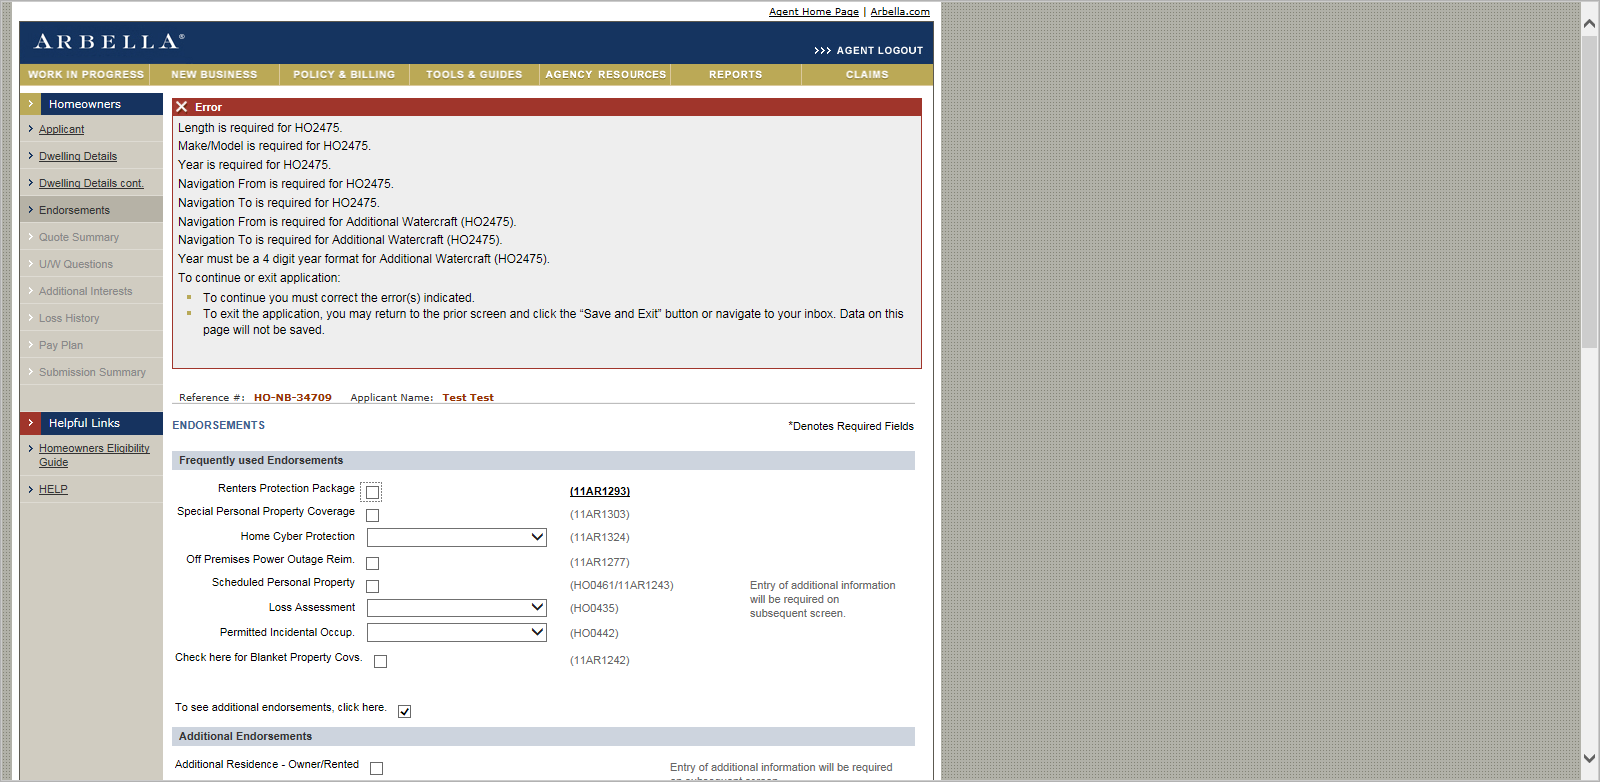 Agent Home Page | Arbella.com
ARBELLA®
>>> AGENT LOGOUT
WORK IN PROGRESS NEW BUSINESS POLICY & BILLING TOOLS & GUIDES AGENCY RESOURCES REPORTS CLAIMS
Homeowners
Applicant
Dwelling Details
Dwelling Details cont.
Endorsements
Quote Summary
U/W Questions
Additional Interests
Loss History
Pay Plan
Submission Summary
Helpful Links
Homeowners Eligibility
Guide
HELP
Error
Length is required for HO2475.
Make/Model is required for HO2475.
Year is required for HO2475.
Navigation From is required for HO2475.
Navigation To is required for HO2475.
Navigation From is required for Additional Watercraft (HO2475).
Navigation To is required for Additional Watercraft (HO2475).
Year must be a 4 digit year format for Additional Watercraft (HO2475).
To continue or exit application:
To continue you must correct the error(s) indicated.
To exit the application, you may return to the prior screen and click the “Save and Exit” button or navigate to your inbox. Data on this
page will not be saved.
Reference #: HO-NB-34709 Applicant Name: Test Test
ENDORSEMENTS
*Denotes Required Fields
Frequently used Endorsements
Renters Protection Package (11AR1293)
Special Personal Property Coverage (11AR1303)
Home Cyber Protection (11AR1324)
Off Premises Power Outage Reim. (11AR1277)
Scheduled Personal Property (HO0461/11AR1243)
Entry of additional information
will be required on
subsequent screen.
Loss Assessment (HO0435)
Permitted Incidental Occup. (HO0442)
Check here for Blanket Property Covs. (11AR1242)
To see additional endorsements, click here.
Additional Endorsements
Additional Residence - Owner/Rented
Entry of additional information will be required
on subsequent screen.